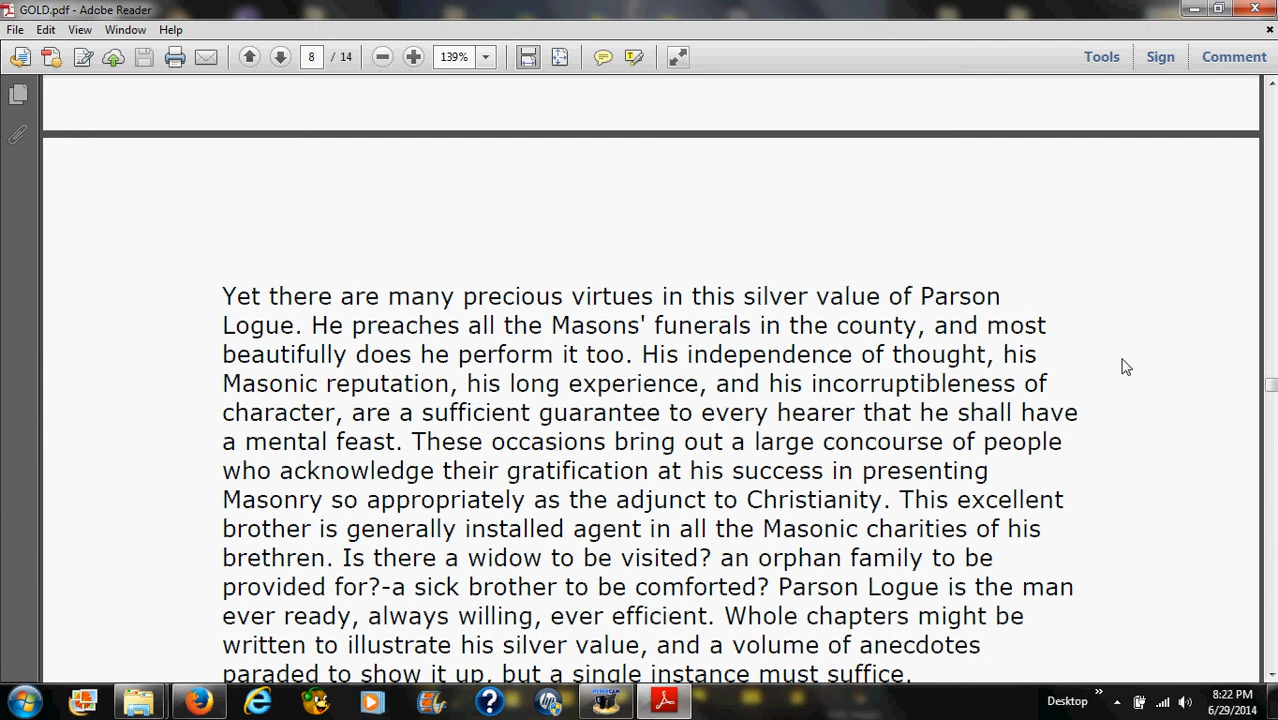 GOLD.pdf - Adobe Reader
File Edit View Window Help
8 / 14 139% Tools Sign Comment
Yet there are many precious virtues in this silver value of Parson
Logue. He preaches all the Masons' funerals in the county, and most
beautifully does he perform it too. His independence of thought, his
Masonic reputation, his long experience, and his incorruptibleness of
character, are a sufficient guarantee to every hearer that he shall have
a mental feast. These occasions bring out a large concourse of people
who acknowledge their gratification at his success in presenting
Masonry so appropriately as the adjunct to Christianity. This excellent
brother is generally installed agent in all the Masonic charities of his
brethren. Is there a widow to be visited? an orphan family to be
provided for?-a sick brother to be comforted? Parson Logue is the man
ever ready, always willing, ever efficient. Whole chapters might be
written to illustrate his silver value, and a volume of anecdotes
paraded to show it up, but a single instance must suffice.
Desktop
8:22 PM
6/29/2014